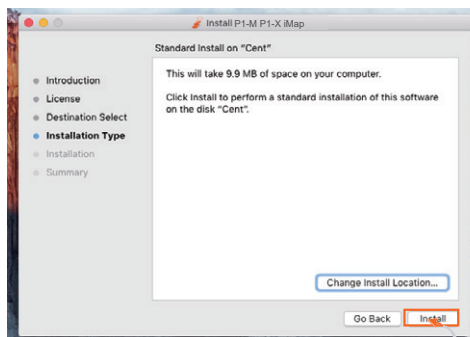 Install P1-M P1-X iMap
Standard Install on “Cent”
Introduction
License
Destination Select
Installation Type
Installation
Summary
This will take 9.9 MB of space on your computer.
Click Install to perform a standard installation of this software
on the disk “Cent”.
Change Install Location...
Go Back
Install